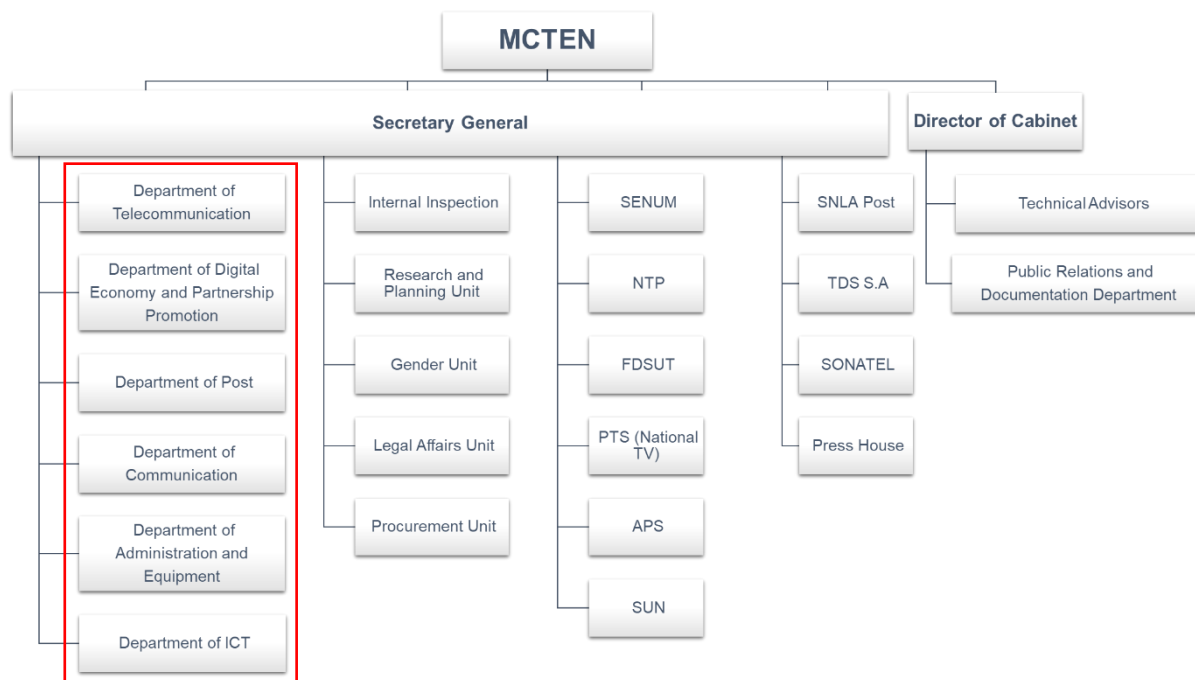 MCTEN
Secretary General
Director of Cabinet
Department of
Telecommunication
Department of Digital
Economy and Partnership
Promotion
Department of Post
Department of
Communication
Department of
Administration and
Equipment
Department of ICT
Internal Inspection
Research and
Planning Unit
Gender Unit
Legal Affairs Unit
Procurement Unit
SENUM
NTP
FDSUT
PTS (National
TV)
APS
SUN
SNLA Post
TDS S.A
SONATEL
Press House
Technical Advisors
Public Relations and
Documentation Department